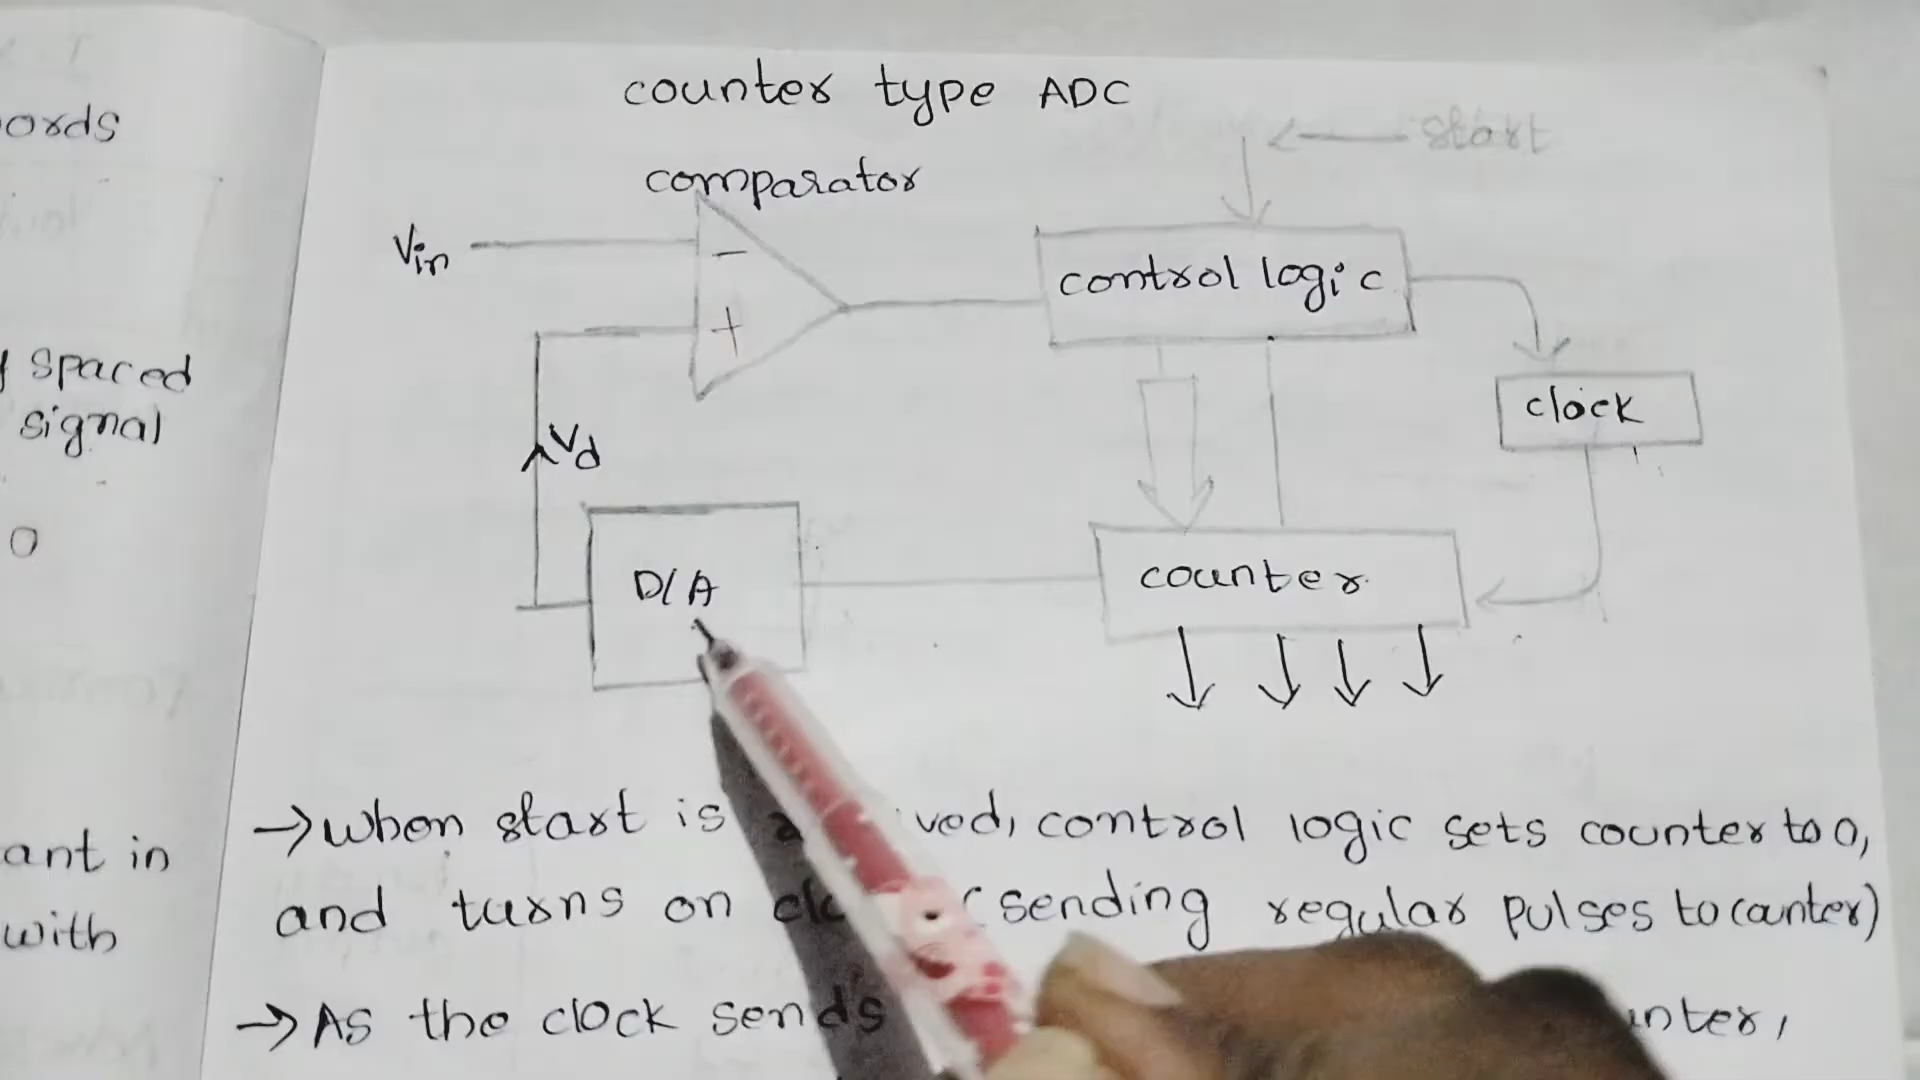 ords
spaced
signal
0
ant in
with
counter type ADC
start
comparator
Vin
-
+
control logic
clock
Vd
D/A
counter
→ when start is ved, control logic sets counter to 0,
and turns on (sending regular pulses to counter)
→ As the clock sends